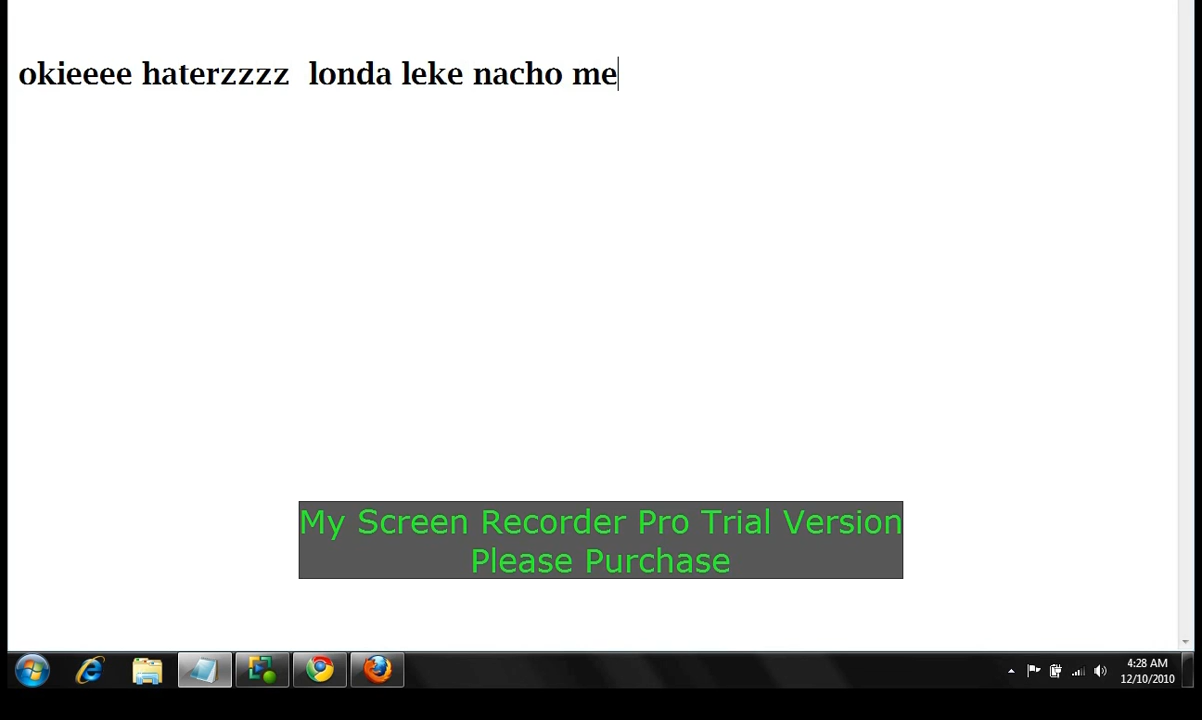 okieeee haterzzzz  londa leke nacho me
My Screen Recorder Pro Trial Version
Please Purchase
4:28 AM
12/10/2010